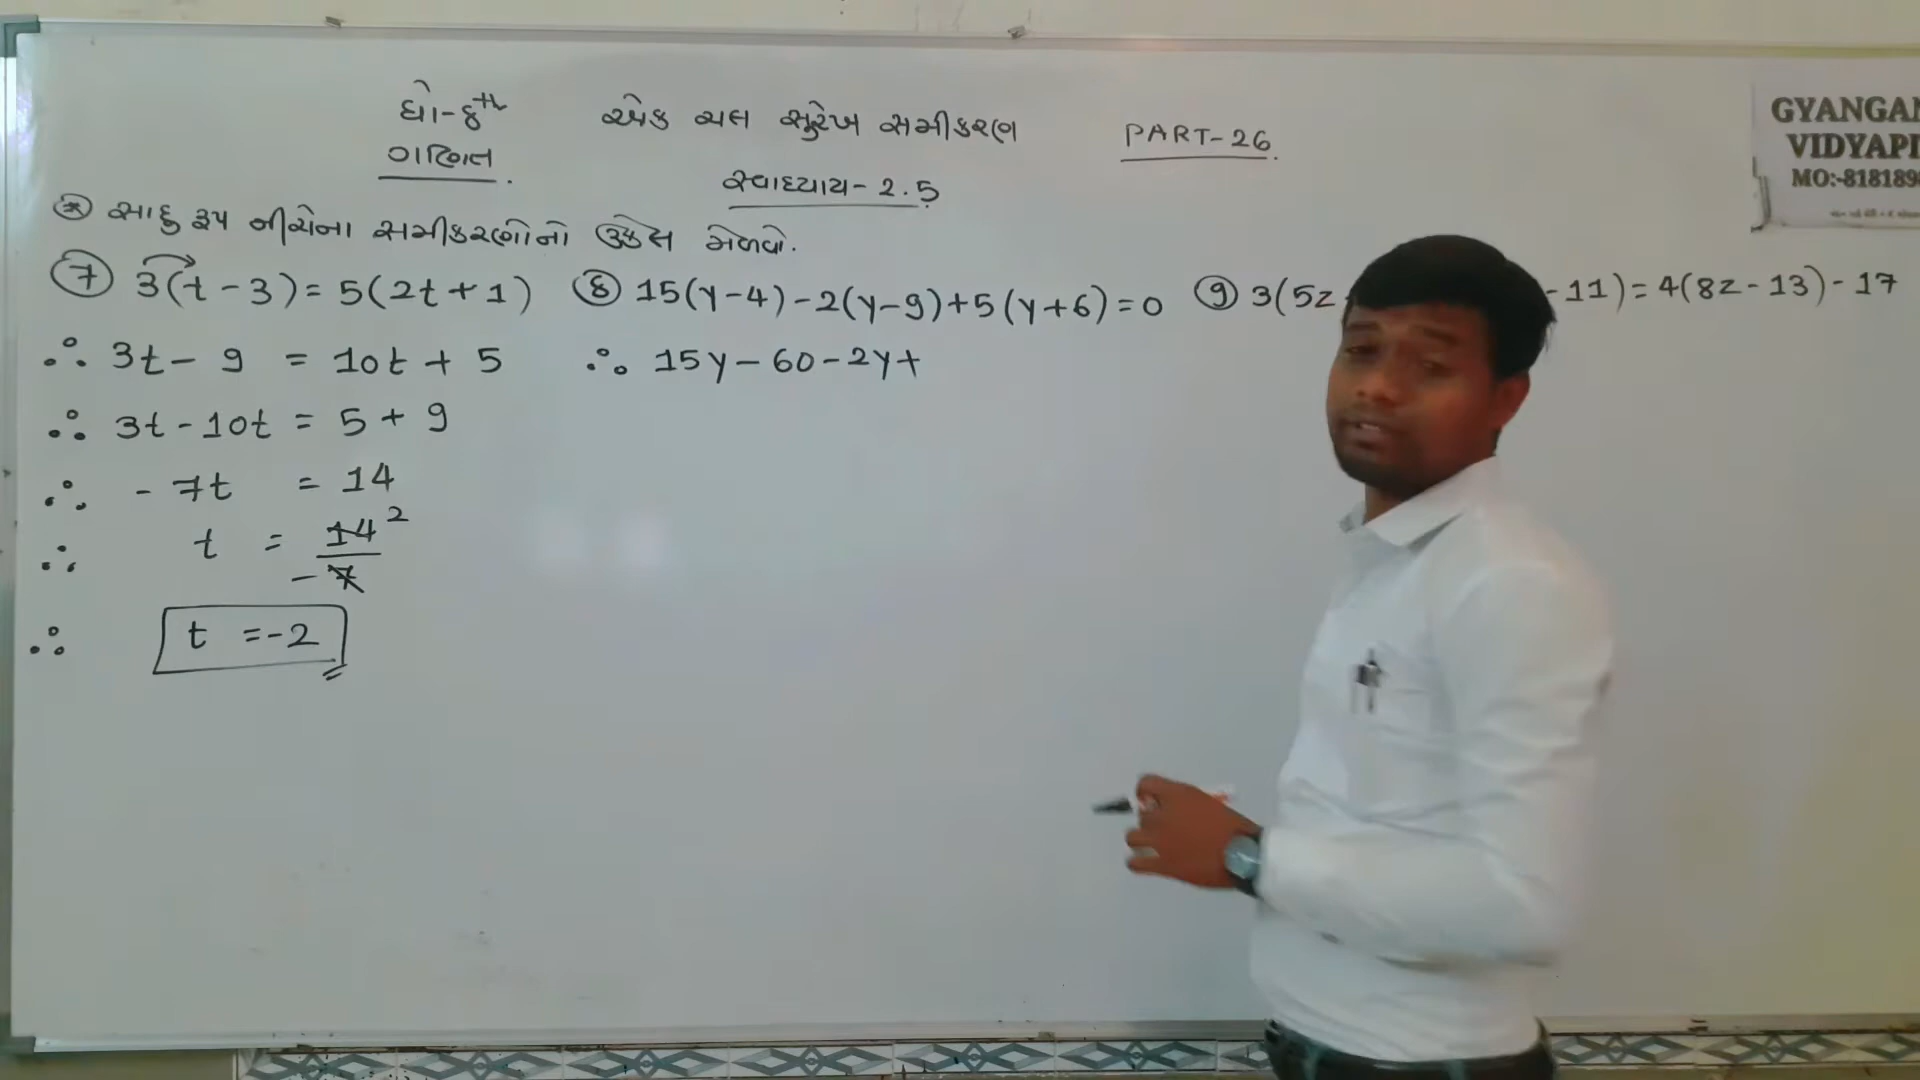 ધો-8th એક ચલ સુરેખ સમીકરણ PART-26
ગણિત
સ્વાધ્યાય-2.5
સાદુ રૂપ નીચેના સમીકરણોનો ઉકેલ મેળવો.
7 3(t-3)=5(2t+1)
∴ 3t-9 = 10t+5
∴ 3t-10t = 5+9
∴ -7t = 14
∴ t = 14 2
-7
∴ t =-2
8 15(y-4)-2(y-9)+5(y+6)=0
∴ 15y-60-2y+
9 3(5z -11)=4(8z-13)-17
GYANGAN
VIDYAPI
MO:-818189